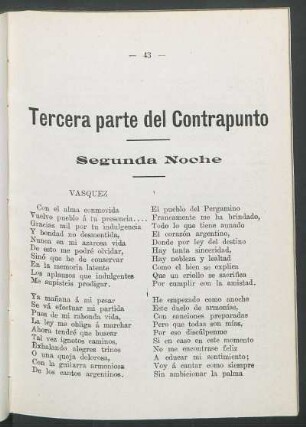 — 43 —
Tercera parte del Contrapunto
Segunda Noche
VASQUEZ
Con el alma conmovida
Vuelvo pueblo á tu presencia....
Gracias mil por tu indulgencia
Y bondad no desmentida,
Nunca en mi azarosa vida
De esto me podré olvidar,
Sinó que he de conservar
En la memoria latente
Los aplausos que indulgentes
Me supisteis prodigar.
Ya mañana á mi pesar
Se vá efectuar mi partida
Pues de mi rebonda vida,
La ley me obliga á marchar
Ahora tendré que buscar
Tal vez ignotos caminos,
Exhalando alegres trinos
O una queja dolorosa,
Con la guitarra armoniosa
De los cantos argentinos.
El pueblo del Pergamino
Francamente me ha brindado,
Todo lo que tiene aunado
El corazón argentino,
Donde por ley del destino
Hay tanta sinceridad,
Hay nobleza y lealtad
Como el bien se explica
Que un criollo se sacrifica
Por cumplir con la amistad.
He empezado como anoche
Este duelo de armonías,
Con canciones preparadas
Pero que todas son mías,
Por eso discúlpenme
Si en caso en este momento
No me encontrase feliz
A educar mi sentimiento;
Voy á cantar como siempre
Sin ambicionar la palma